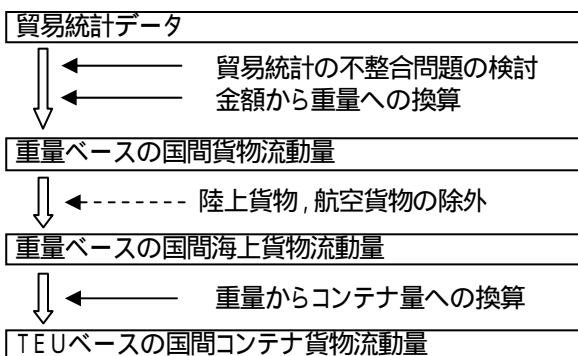 貿易統計データ
貿易統計の不整合問題の検討
金額から重量への換算
重量ベースの国間貨物流動量
陸上貨物,航空貨物の除外
重量ベースの国間海上貨物流動量
重量からコンテナ量への換算
TEUベースの国間コンテナ貨物流動量